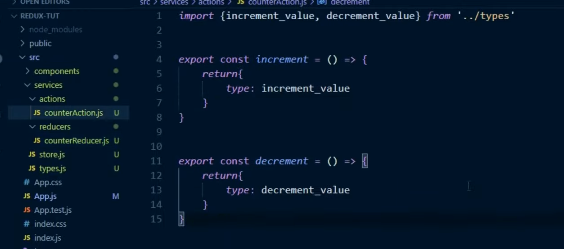 OPEN EDITORS
REDUX-TUT
node_modules
public
src
components
services
actions
JS counterAction.js U
reducers
JS counterReducer.js U
JS store.js U
JS types.js U
# App.css
JS App.js M
JS App.test.js
# index.css
JS index.js
src > services > actions > JS counterAction.js > decrement
1 import {increment_value, decrement_value} from '../types'
2
3
4 export const increment = () => {
5 return{
6 type: increment_value
7 }
8 }
9
10
11 export const decrement = () => {
12 return{
13 type: decrement_value
14 }
15 }